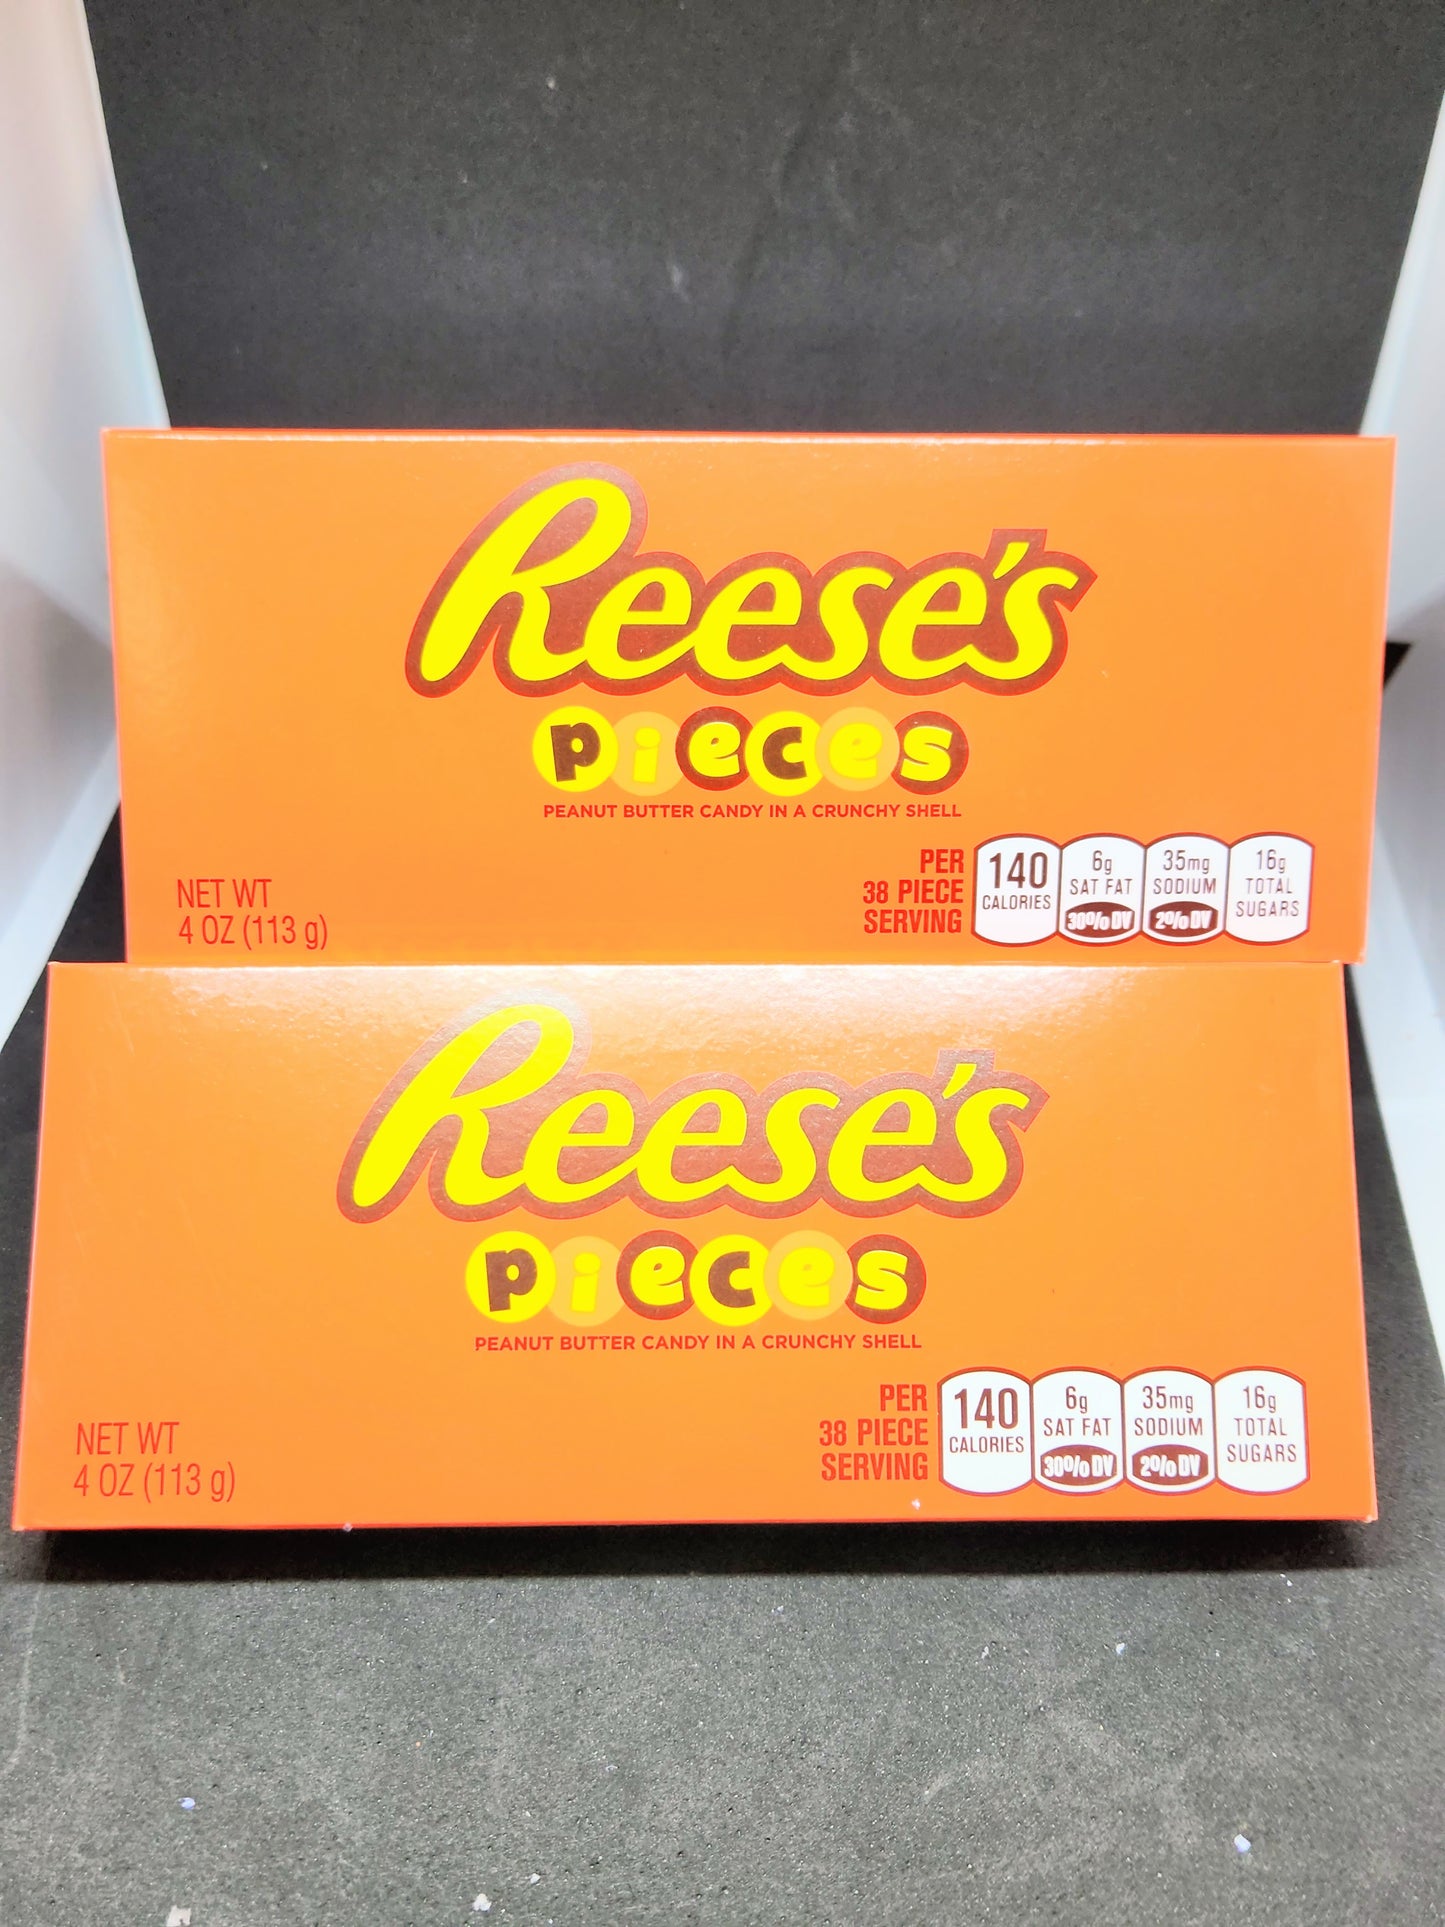 Reese's
pieces
PEANUT BUTTER CANDY IN A CRUNCHY SHELL
NET WT
4 OZ (113 g)
PER
38 PIECE
SERVING
140
CALORIES
6g
SAT FAT
30% DV
35mg
SODIUM
2% DV
16g
TOTAL
SUGARS
Reese's
pieces
PEANUT BUTTER CANDY IN A CRUNCHY SHELL
NET WT
4 OZ (113 g)
PER
38 PIECE
SERVING
140
CALORIES
6g
SAT FAT
30% DV
35mg
SODIUM
2% DV
16g
TOTAL
SUGARS